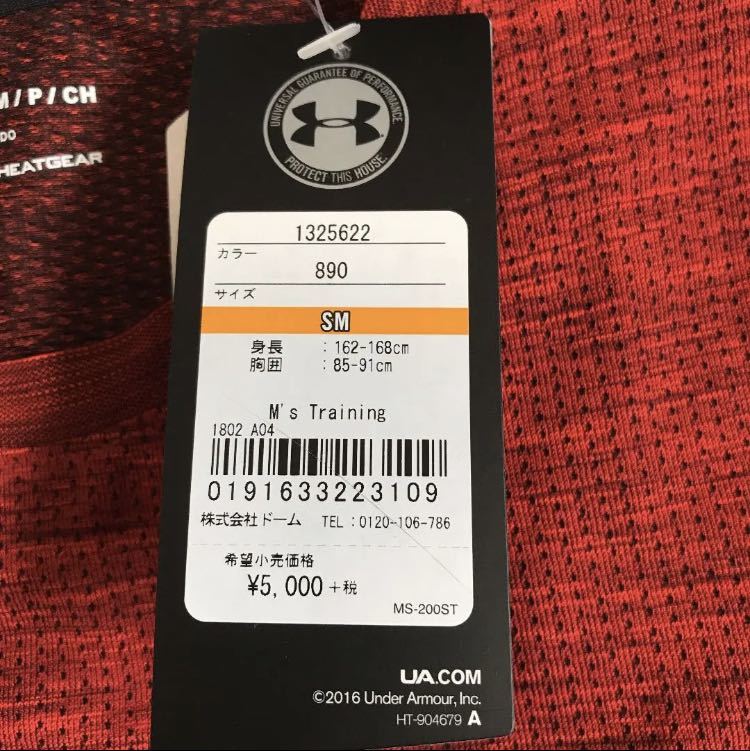 M / P / CH
DO
HEATGEAR
UNIVERSAL GUARANTEE OF PERFORMANCE.
PROTECT THIS HOUSE.
1325622
カラー
890
サイズ
SM
身長 : 162-168cm
胸囲 : 85-91cm
M's Training
1802 A04
0191633223109
株式会社ドーム TEL : 0120-106-786
希望小売価格
¥5,000 +税
MS-200ST
UA.COM
©2016 Under Armour, Inc.
HT-904679 A